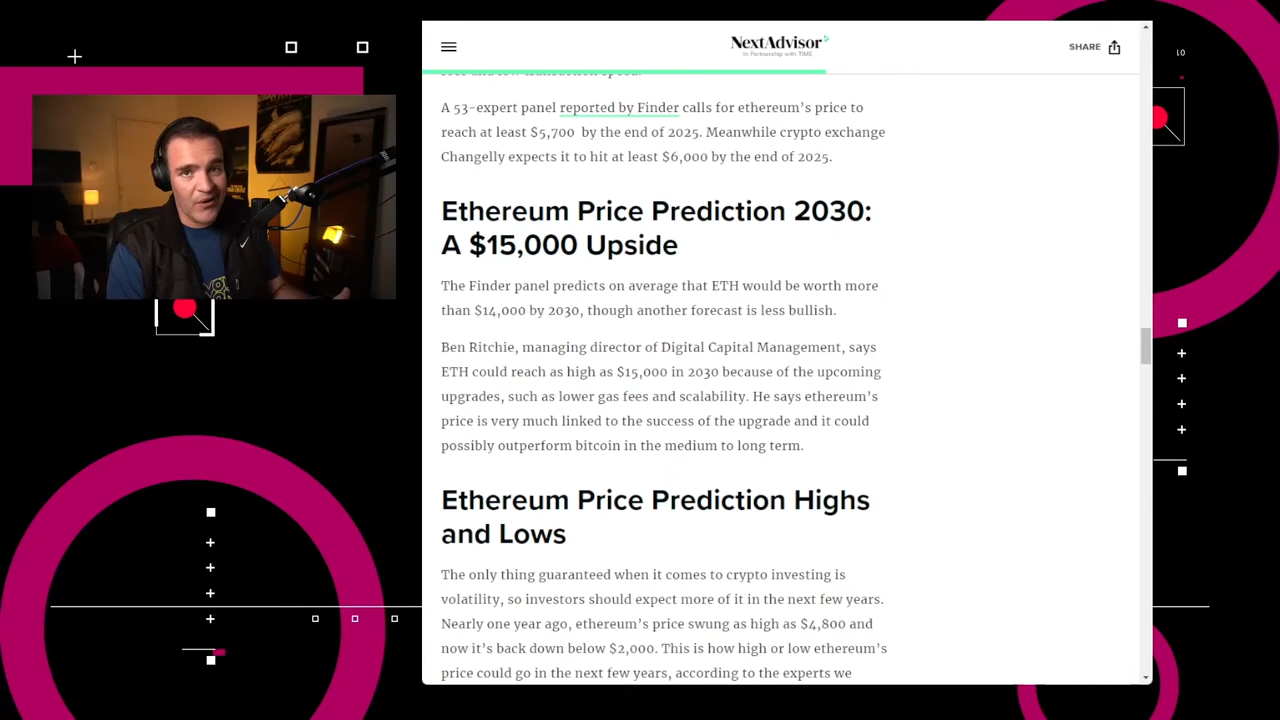 NextAdvisor
In Partnership with TIME
SHARE
A 53-expert panel reported by Finder calls for ethereum’s price to
reach at least $5,700 by the end of 2025. Meanwhile crypto exchange
Changelly expects it to hit at least $6,000 by the end of 2025.
Ethereum Price Prediction 2030:
A $15,000 Upside
The Finder panel predicts on average that ETH would be worth more
than $14,000 by 2030, though another forecast is less bullish.
Ben Ritchie, managing director of Digital Capital Management, says
ETH could reach as high as $15,000 in 2030 because of the upcoming
upgrades, such as lower gas fees and scalability. He says ethereum’s
price is very much linked to the success of the upgrade and it could
possibly outperform bitcoin in the medium to long term.
Ethereum Price Prediction Highs
and Lows
The only thing guaranteed when it comes to crypto investing is
volatility, so investors should expect more of it in the next few years.
Nearly one year ago, ethereum’s price swung as high as $4,800 and
now it’s back down below $2,000. This is how high or low ethereum’s
price could go in the next few years, according to the experts we
10